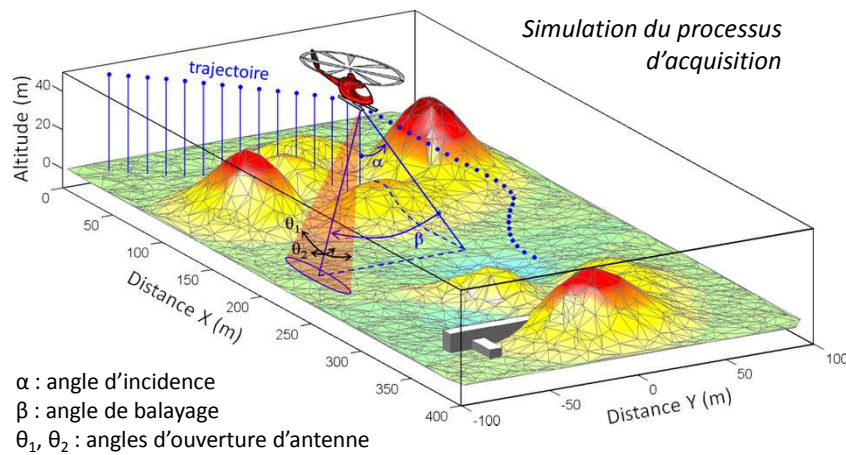 Simulation du processus
d'acquisition
trajectoire
Altitude (m)
40
20
0
α
β
θ1
θ2
0
50
100
150
200
250
300
350
400
Distance X (m)
-100
-50
0
50
100
Distance Y (m)
α : angle d'incidence
β : angle de balayage
θ1, θ2 : angles d'ouverture d'antenne